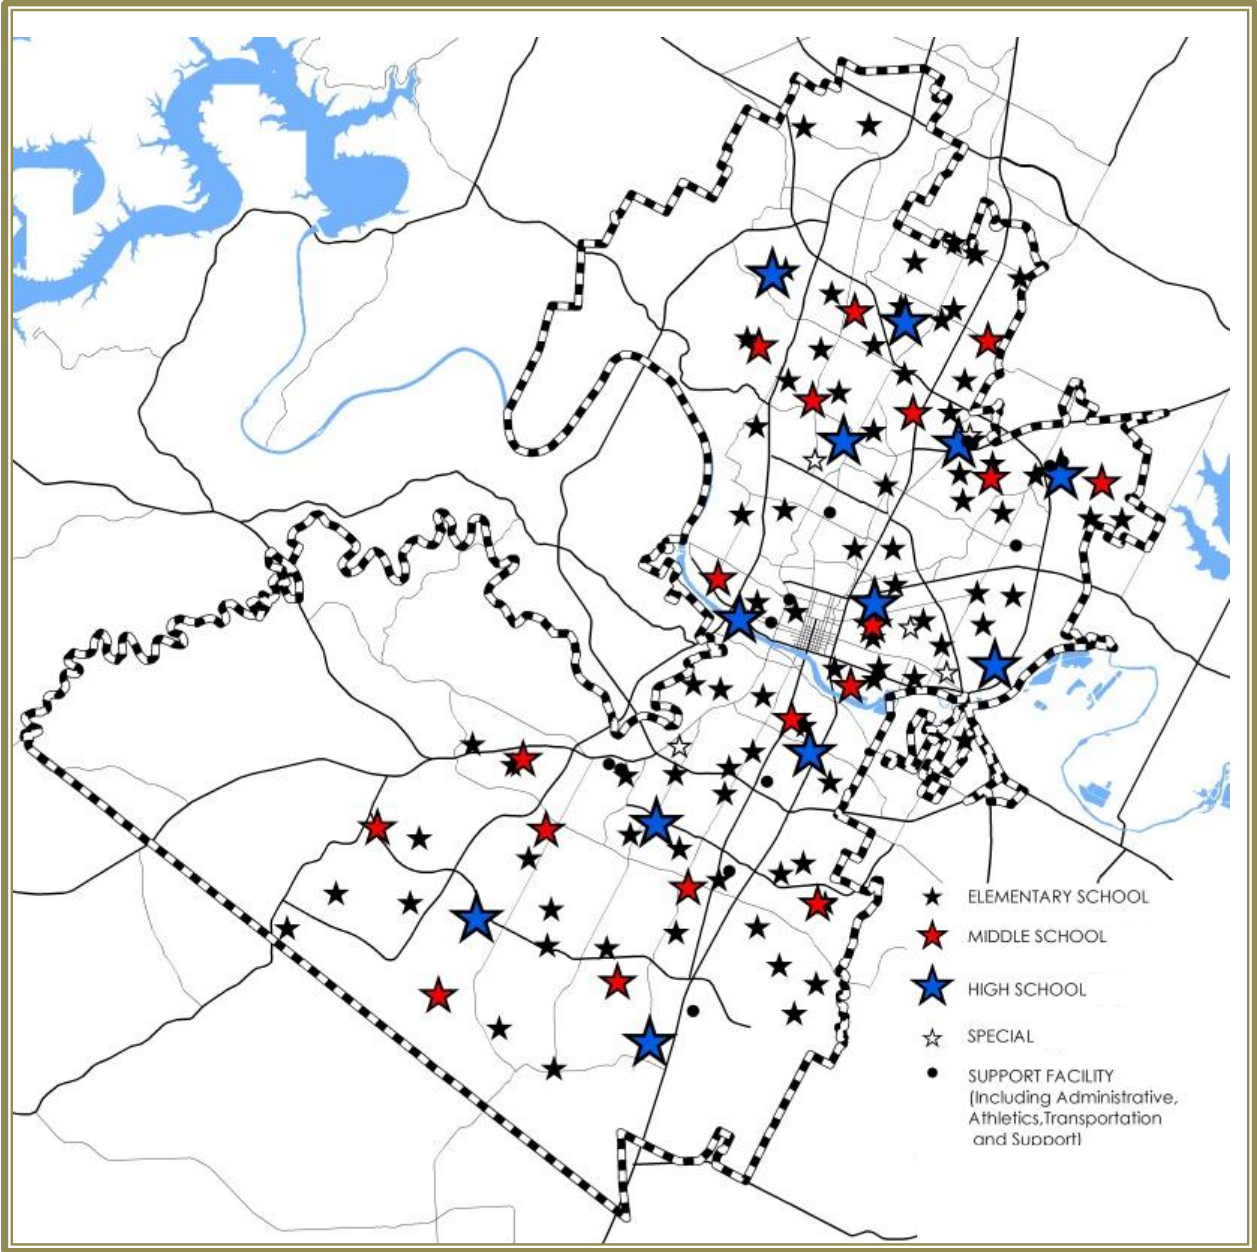 ELEMENTARY SCHOOL
MIDDLE SCHOOL
HIGH SCHOOL
SPECIAL
SUPPORT FACILITY
(Including Administrative,
Athletics,Transportation
and Support)